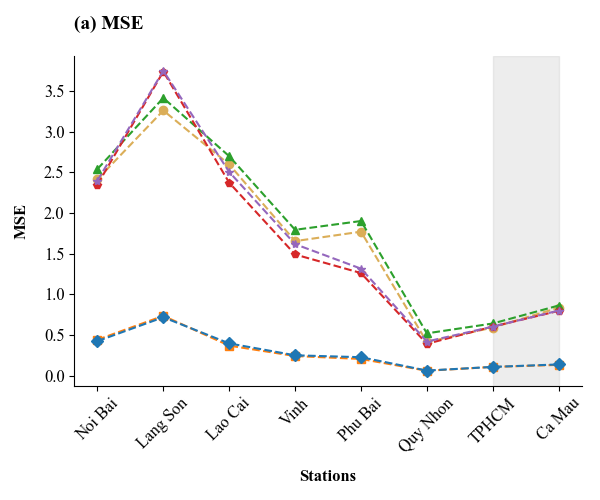 (a) MSE
3.5
3.0
2.5
2.0
1.5
1.0
0.5
0.0
MSE
Noi Bai
Lang Son
Lao Cai
Vinh
Phu Bai
Quy Nhon
TPHCM
Ca Mau
Stations